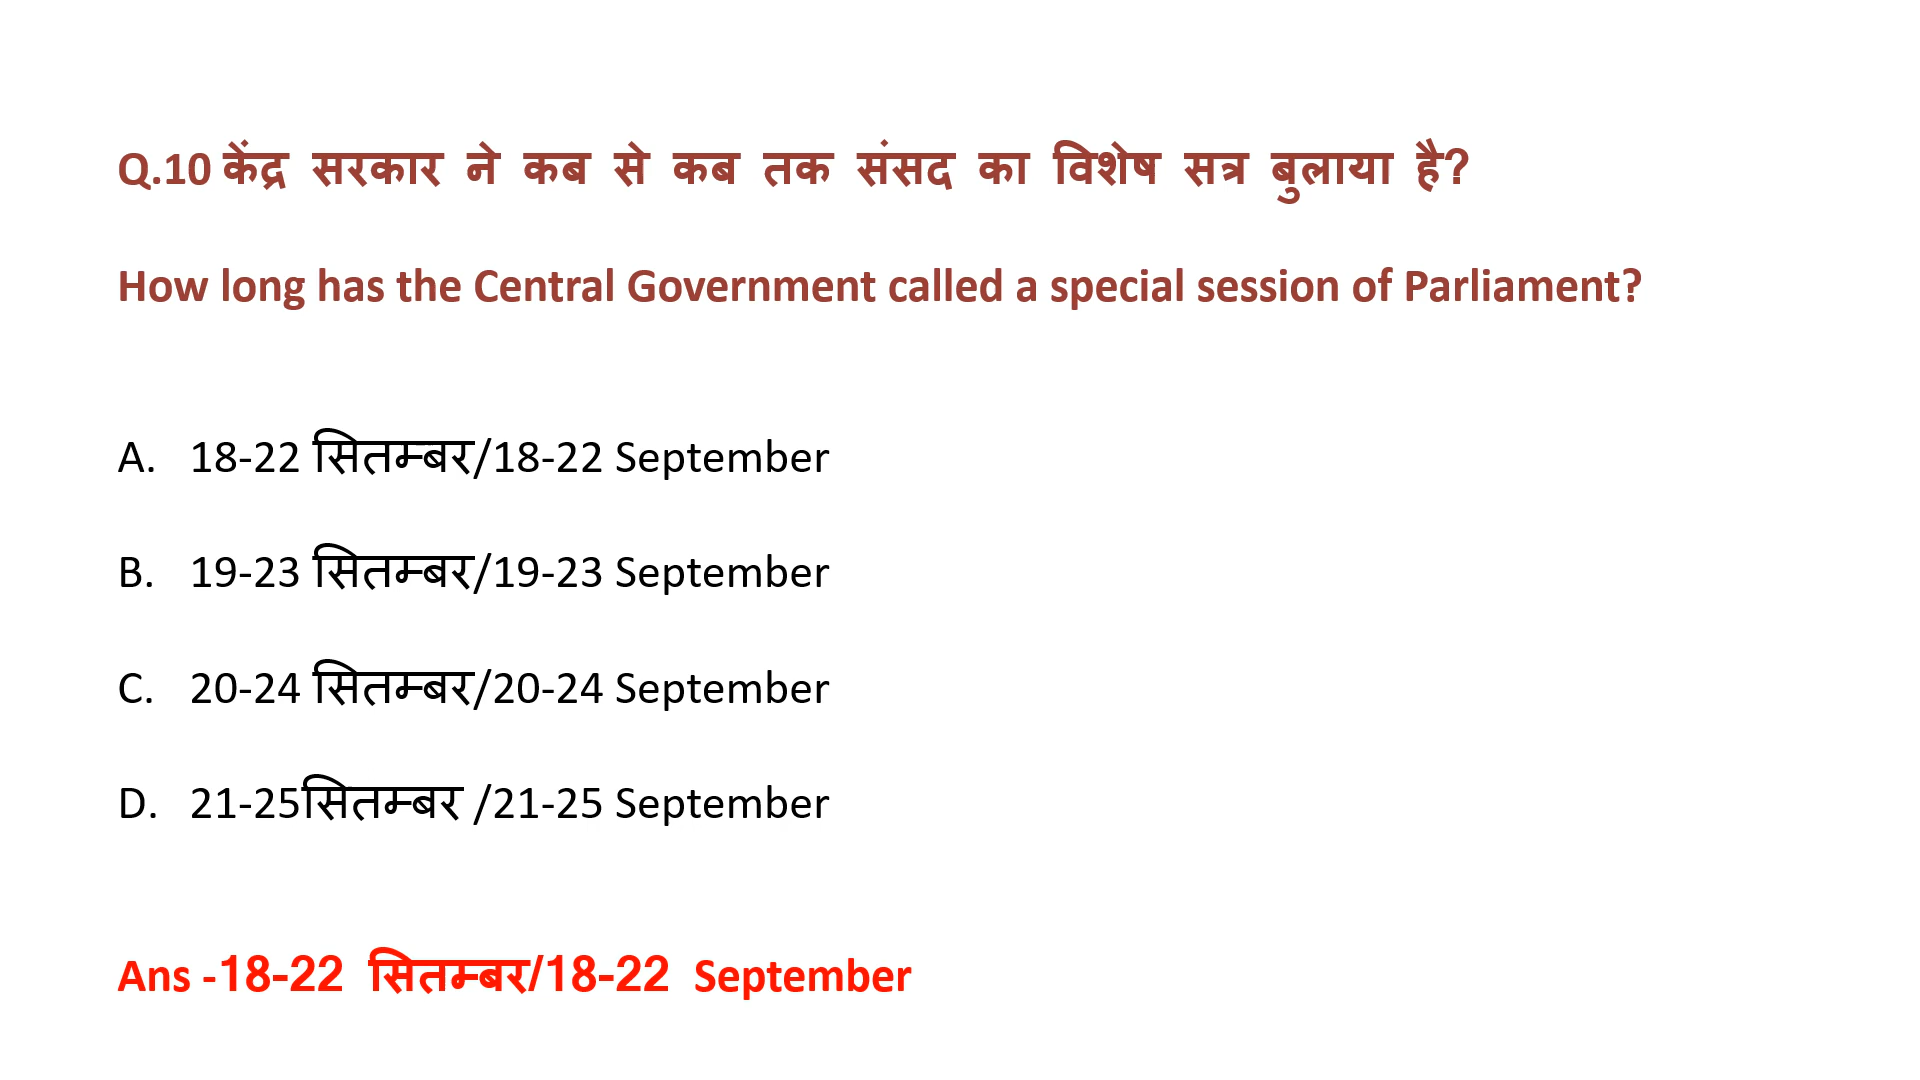 Q.10 केंद्र सरकार ने कब से कब तक संसद का विशेष सत्र बुलाया है?
How long has the Central Government called a special session of Parliament?
A. 18-22 सितम्बर/18-22 September
B. 19-23 सितम्बर/19-23 September
C. 20-24 सितम्बर/20-24 September
D. 21-25सितम्बर /21-25 September
Ans -18-22 सितम्बर/18-22 September